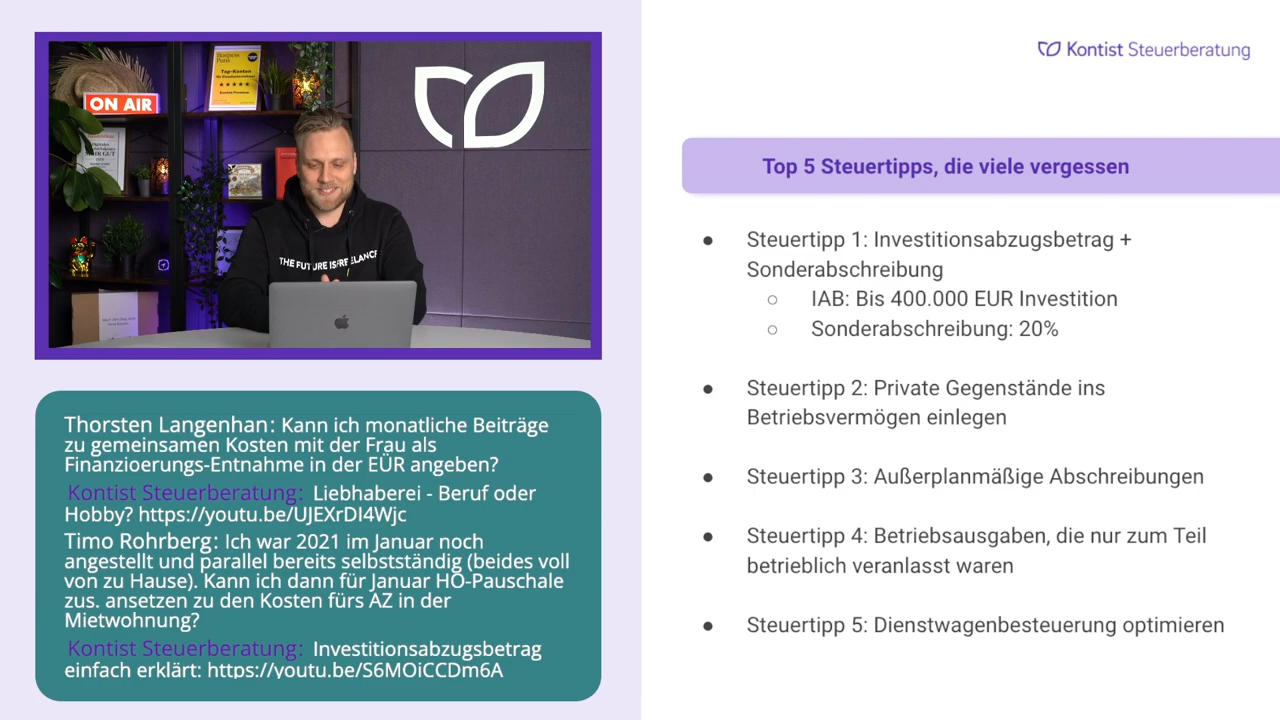 ON AIR
Top-Konten
THE FUTURE IS FREELANCE
Thorsten Langenhan: Kann ich monatliche Beiträge
zu gemeinsamen Kosten mit der Frau als
Finanzioerungs-Entnahme in der EÜR angeben?
Kontist Steuerberatung: Liebhaberei - Beruf oder
Hobby? https://youtu.be/UJEXrDI4Wjc
Timo Rohrberg: Ich war 2021 im Januar noch
angestellt und parallel bereits selbstständig (beides voll
von zu Hause). Kann ich dann für Januar HO-Pauschale
zus. ansetzen zu den Kosten fürs AZ in der
Mietwohnung?
Kontist Steuerberatung: Investitionsabzugsbetrag
einfach erklärt: https://youtu.be/S6MOiCCDm6A
Kontist Steuerberatung
Top 5 Steuertipps, die viele vergessen
● Steuertipp 1: Investitionsabzugsbetrag +
Sonderabschreibung
○ IAB: Bis 400.000 EUR Investition
○ Sonderabschreibung: 20%
● Steuertipp 2: Private Gegenstände ins
Betriebsvermögen einlegen
● Steuertipp 3: Außerplanmäßige Abschreibungen
● Steuertipp 4: Betriebsausgaben, die nur zum Teil
betrieblich veranlasst waren
● Steuertipp 5: Dienstwagenbesteuerung optimieren